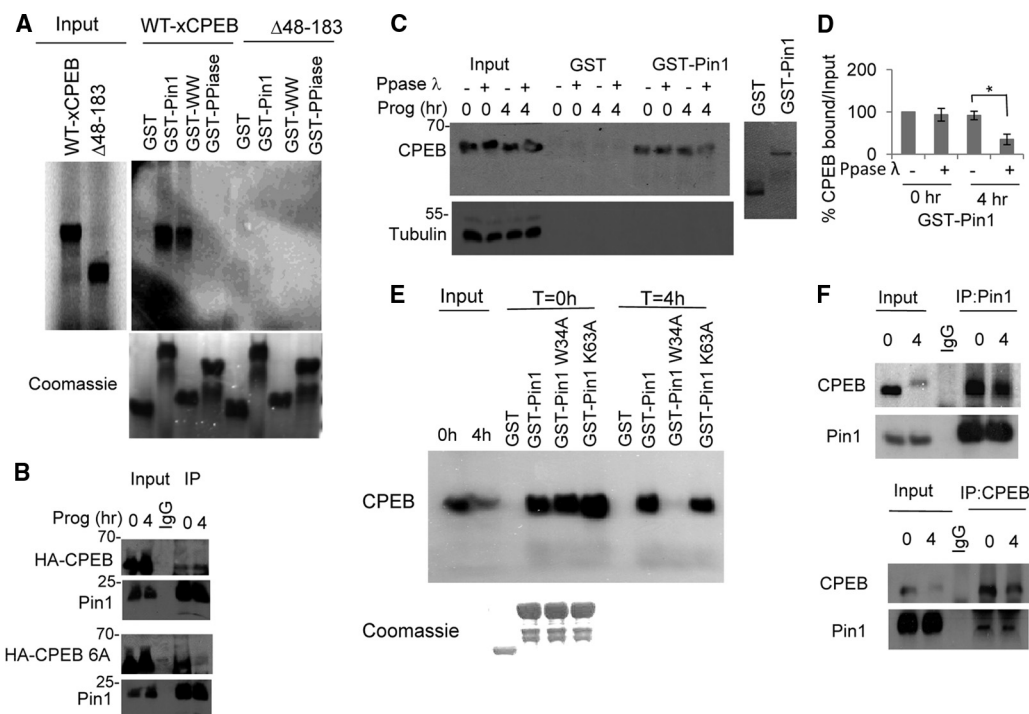 A
Input
WT-xCPEB
Δ48-183
WT-xCPEB
Δ48-183
GST
GST-Pin1
GST-WW
GST-PPiase
GST
GST-Pin1
GST-WW
GST-PPiase
Coomassie
B
Input IP
Prog (hr) 0 4 IgG 0 4
70-
HA-CPEB
25-
Pin1
70-
HA-CPEB 6A
25-
Pin1
C
Input GST GST-Pin1
Ppase λ - + - + - + - + - + - +
Prog (hr) 0 0 4 4 0 0 4 4 0 0 4 4
70-
CPEB
55-
Tubulin
GST
GST-Pin1
D
% CPEB bound/Input
200
100
0
*
Ppase λ - + - +
0 hr 4 hr
GST-Pin1
E
Input T=0h T=4h
0h 4h
GST
GST-Pin1
GST-Pin1 W34A
GST-Pin1 K63A
GST
GST-Pin1
GST-Pin1 W34A
GST-Pin1 K63A
CPEB
Coomassie
F
Input IP:Pin1
0 4 IgG 0 4
CPEB
Pin1
Input IP:CPEB
0 4 IgG 0 4
CPEB
Pin1